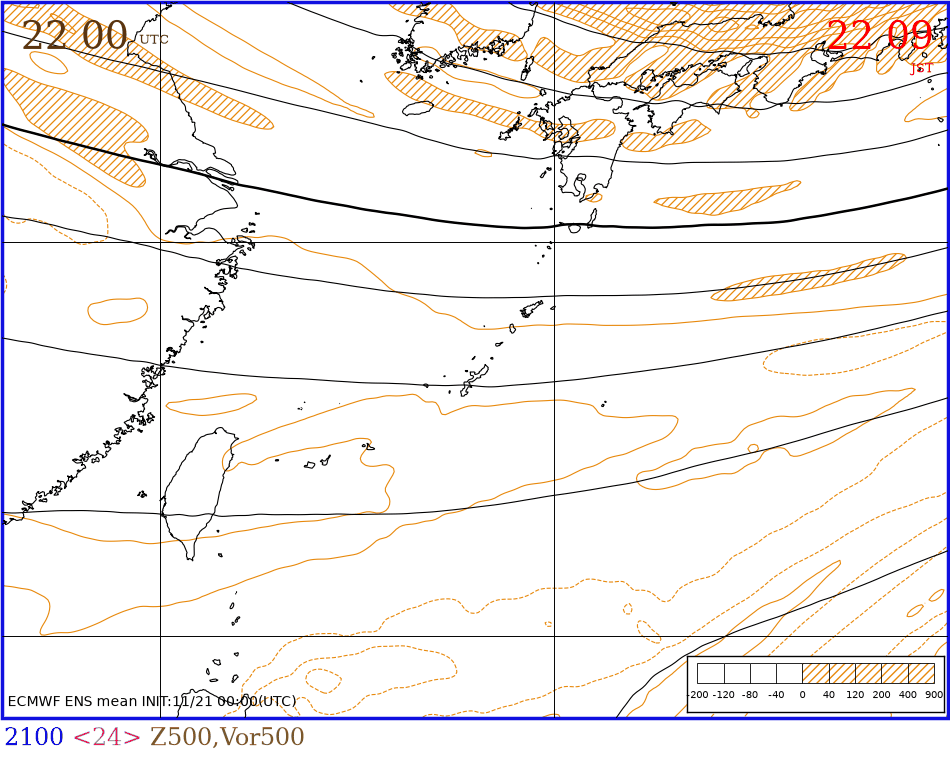 22 00 UTC
22 09
JST
-200 -120 -80 -40 0 40 120 200 400 900
ECMWF ENS mean INIT:11/21 00:00(UTC)
2100 <24> Z500,Vor500